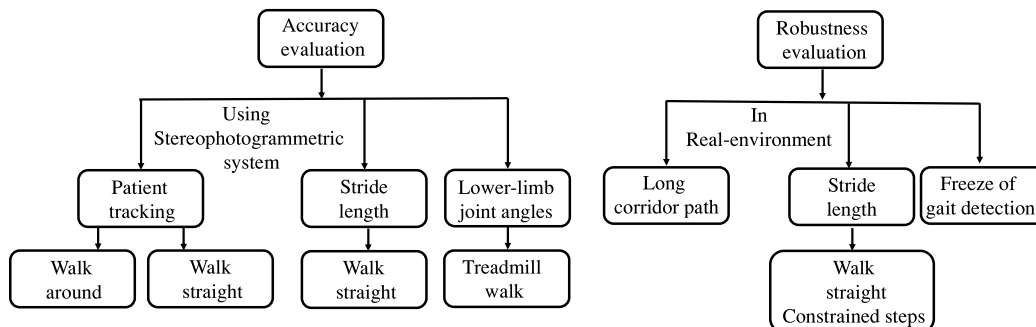 Accuracy
evaluation
Using
Stereophotogrammetric
system
Patient
tracking
Stride
length
Lower-limb
joint angles
Walk
around
Walk
straight
Walk
straight
Treadmill
walk
Robustness
evaluation
In
Real-environment
Long
corridor path
Stride
length
Freeze of
gait detection
Walk
straight
Constrained steps